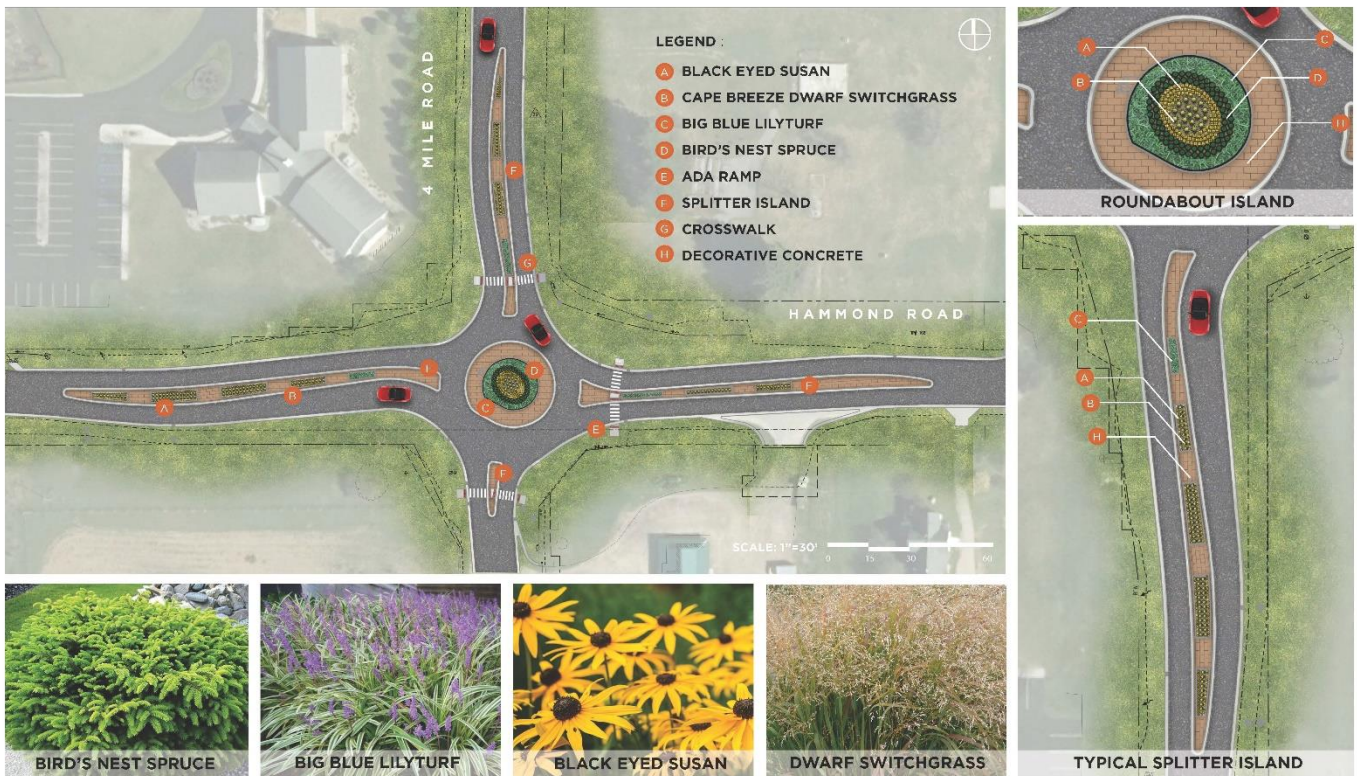 4 MILE ROAD
LEGEND :
A BLACK EYED SUSAN
B CAPE BREEZE DWARF SWITCHGRASS
C BIG BLUE LILYTURF
D BIRD'S NEST SPRUCE
E ADA RAMP
F SPLITTER ISLAND
G CROSSWALK
H DECORATIVE CONCRETE
HAMMOND ROAD
F
G
F
A
B
D
C
F
E
F
SCALE: 1"=30'
0 15 30 60
A
B
C
D
H
ROUNDABOUT ISLAND
C
A
B
H
TYPICAL SPLITTER ISLAND
BIRD'S NEST SPRUCE
BIG BLUE LILYTURF
BLACK EYED SUSAN
DWARF SWITCHGRASS